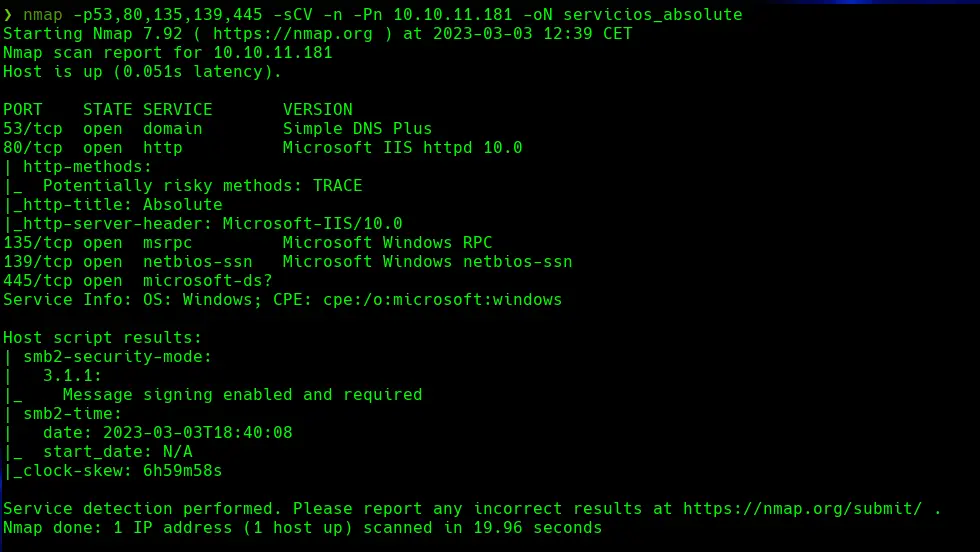 ❯ nmap -p53,80,135,139,445 -sCV -n -Pn 10.10.11.181 -oN servicios_absolute
Starting Nmap 7.92 ( https://nmap.org ) at 2023-03-03 12:39 CET
Nmap scan report for 10.10.11.181
Host is up (0.051s latency).

PORT    STATE SERVICE       VERSION
53/tcp  open  domain        Simple DNS Plus
80/tcp  open  http          Microsoft IIS httpd 10.0
| http-methods:
|_  Potentially risky methods: TRACE
|_http-title: Absolute
|_http-server-header: Microsoft-IIS/10.0
135/tcp open  msrpc         Microsoft Windows RPC
139/tcp open  netbios-ssn   Microsoft Windows netbios-ssn
445/tcp open  microsoft-ds?
Service Info: OS: Windows; CPE: cpe:/o:microsoft:windows

Host script results:
| smb2-security-mode:
|   3.1.1:
|_    Message signing enabled and required
| smb2-time:
|   date: 2023-03-03T18:40:08
|_  start_date: N/A
|_clock-skew: 6h59m58s

Service detection performed. Please report any incorrect results at https://nmap.org/submit/ .
Nmap done: 1 IP address (1 host up) scanned in 19.96 seconds